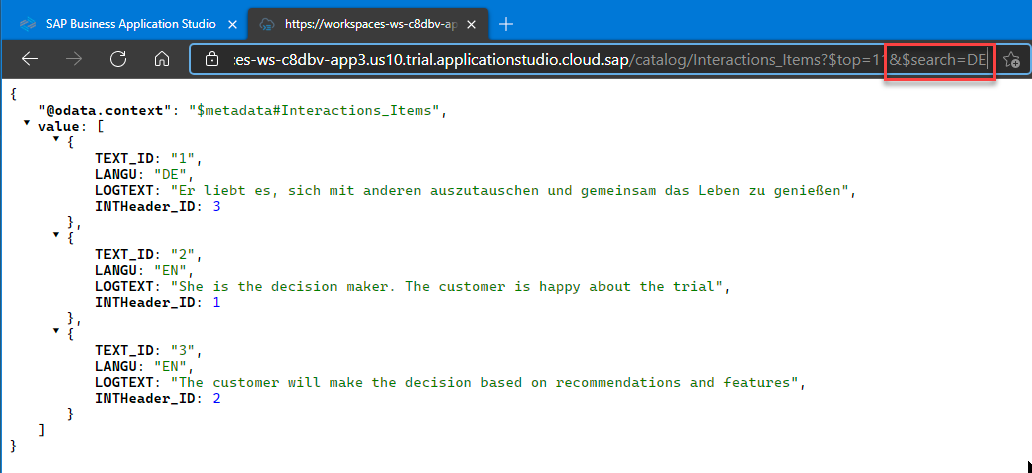 SAP Business Application Studio
https://workspaces-ws-c8dbv-ap
:es-ws-c8dbv-app3.us10.trial.applicationstudio.cloud.sap/catalog/Interactions_Items?$top=11&$search=DE
{
"@odata.context": "$metadata#Interactions_Items",
value: [
{
TEXT_ID: "1",
LANGU: "DE",
LOGTEXT: "Er liebt es, sich mit anderen auszutauschen und gemeinsam das Leben zu genießen",
INTHeader_ID: 3
},
{
TEXT_ID: "2",
LANGU: "EN",
LOGTEXT: "She is the decision maker. The customer is happy about the trial",
INTHeader_ID: 1
},
{
TEXT_ID: "3",
LANGU: "EN",
LOGTEXT: "The customer will make the decision based on recommendations and features",
INTHeader_ID: 2
}
]
}